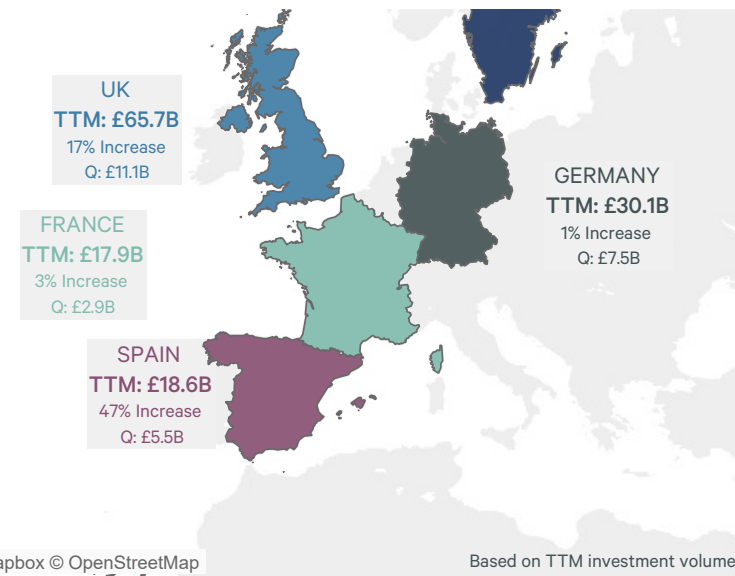 UK
TTM: £65.7B
17% Increase
Q: £11.1B
FRANCE
TTM: £17.9B
3% Increase
Q: £2.9B
SPAIN
TTM: £18.6B
47% Increase
Q: £5.5B
GERMANY
TTM: £30.1B
1% Increase
Q: £7.5B
apbox © OpenStreetMap
Based on TTM investment volume